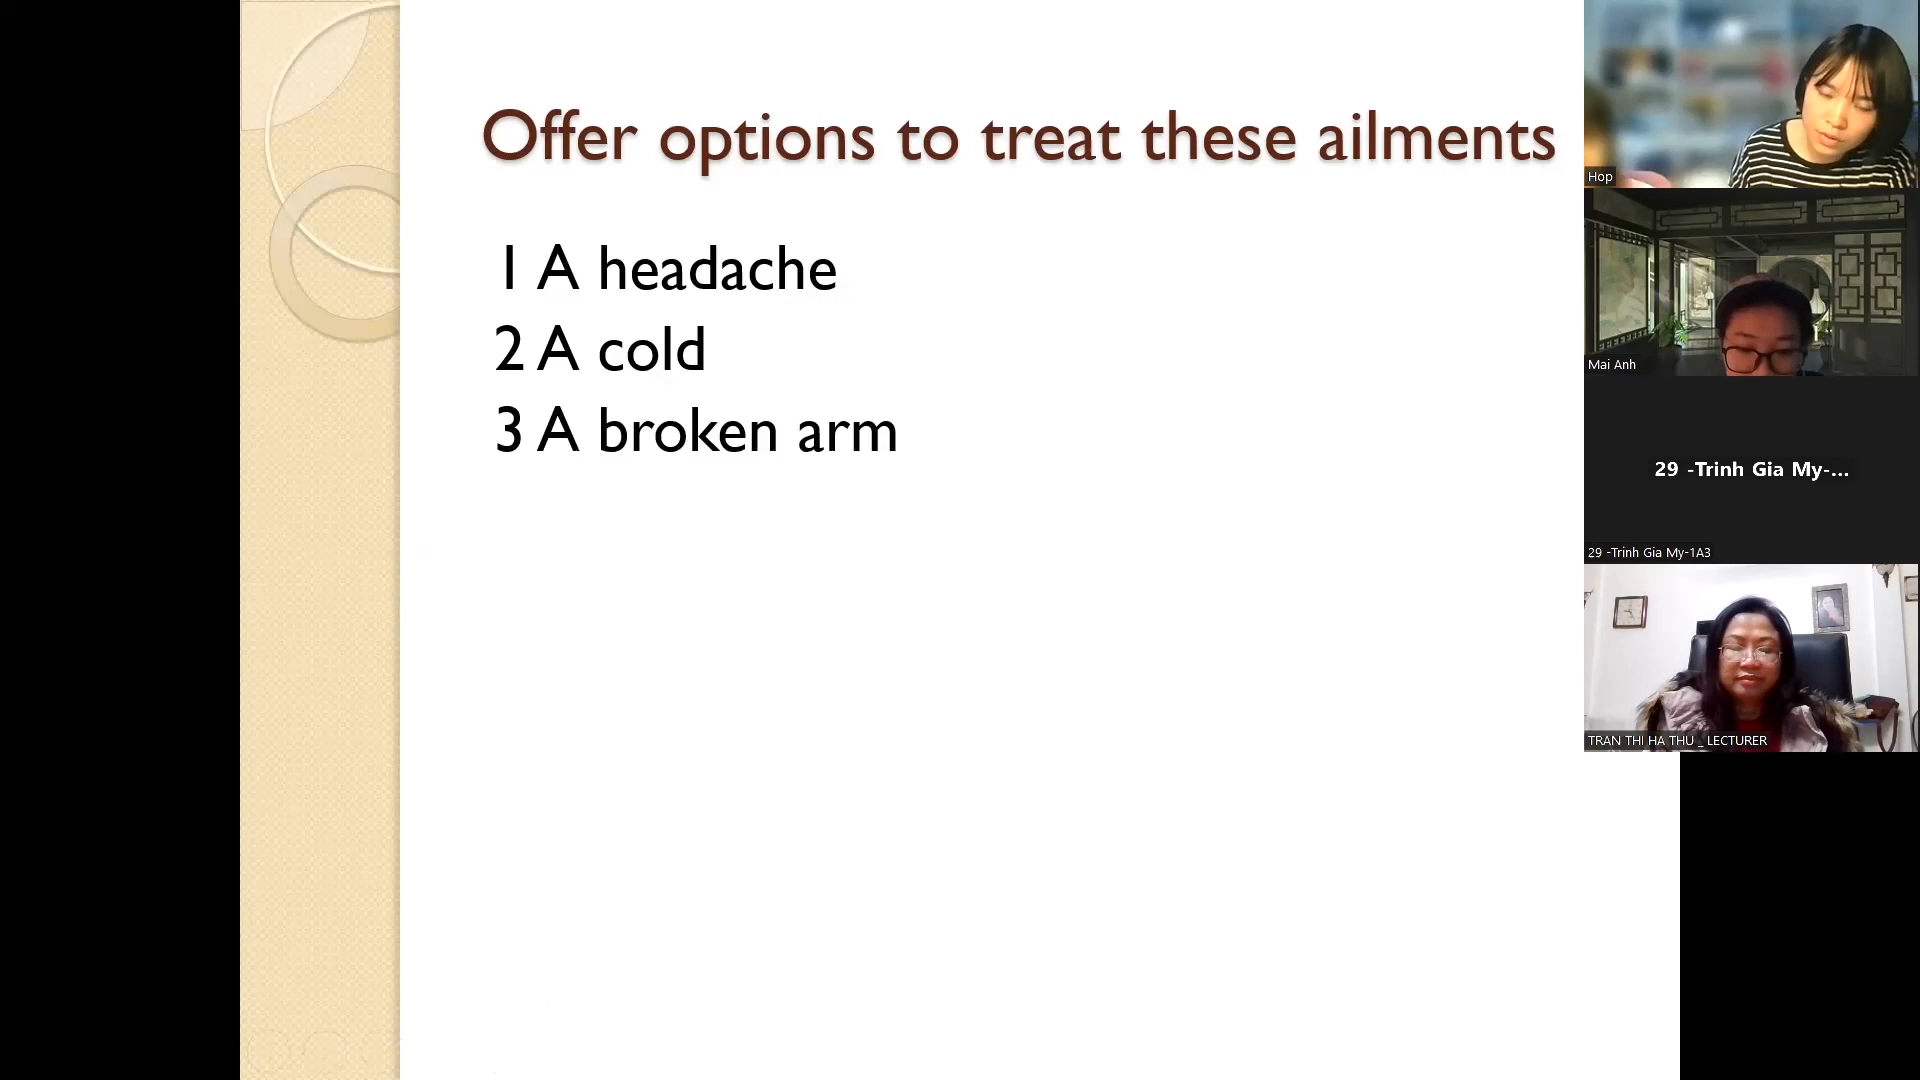 Offer options to treat these ailments
1 A headache
2 A cold
3 A broken arm
Hop
Mai Anh
29 -Trinh Gia My-...
29 -Trinh Gia My-1A3
TRAN THI HA THU _ LECTURER